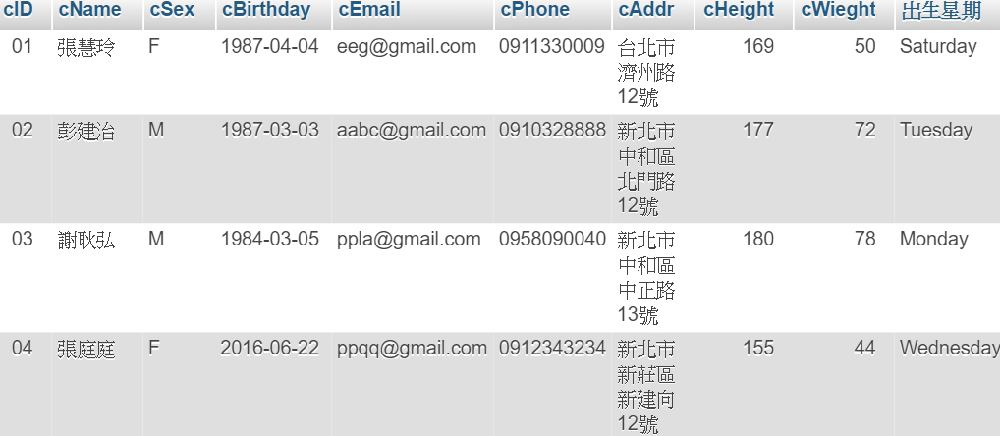 cID cName cSex cBirthday cEmail cPhone cAddr cHeight cWieght 出生星期
01 張慧玲 F 1987-04-04 eeg@gmail.com 0911330009 台北市 169 50 Saturday
濟州路
12號
02 彭建治 M 1987-03-03 aabc@gmail.com 0910328888 新北市 177 72 Tuesday
中和區
北門路
12號
03 謝耿弘 M 1984-03-05 ppla@gmail.com 0958090040 新北市 180 78 Monday
中和區
中正路
13號
04 張庭庭 F 2016-06-22 ppqq@gmail.com 0912343234 新北市 155 44 Wednesday
新莊區
新建向
12號